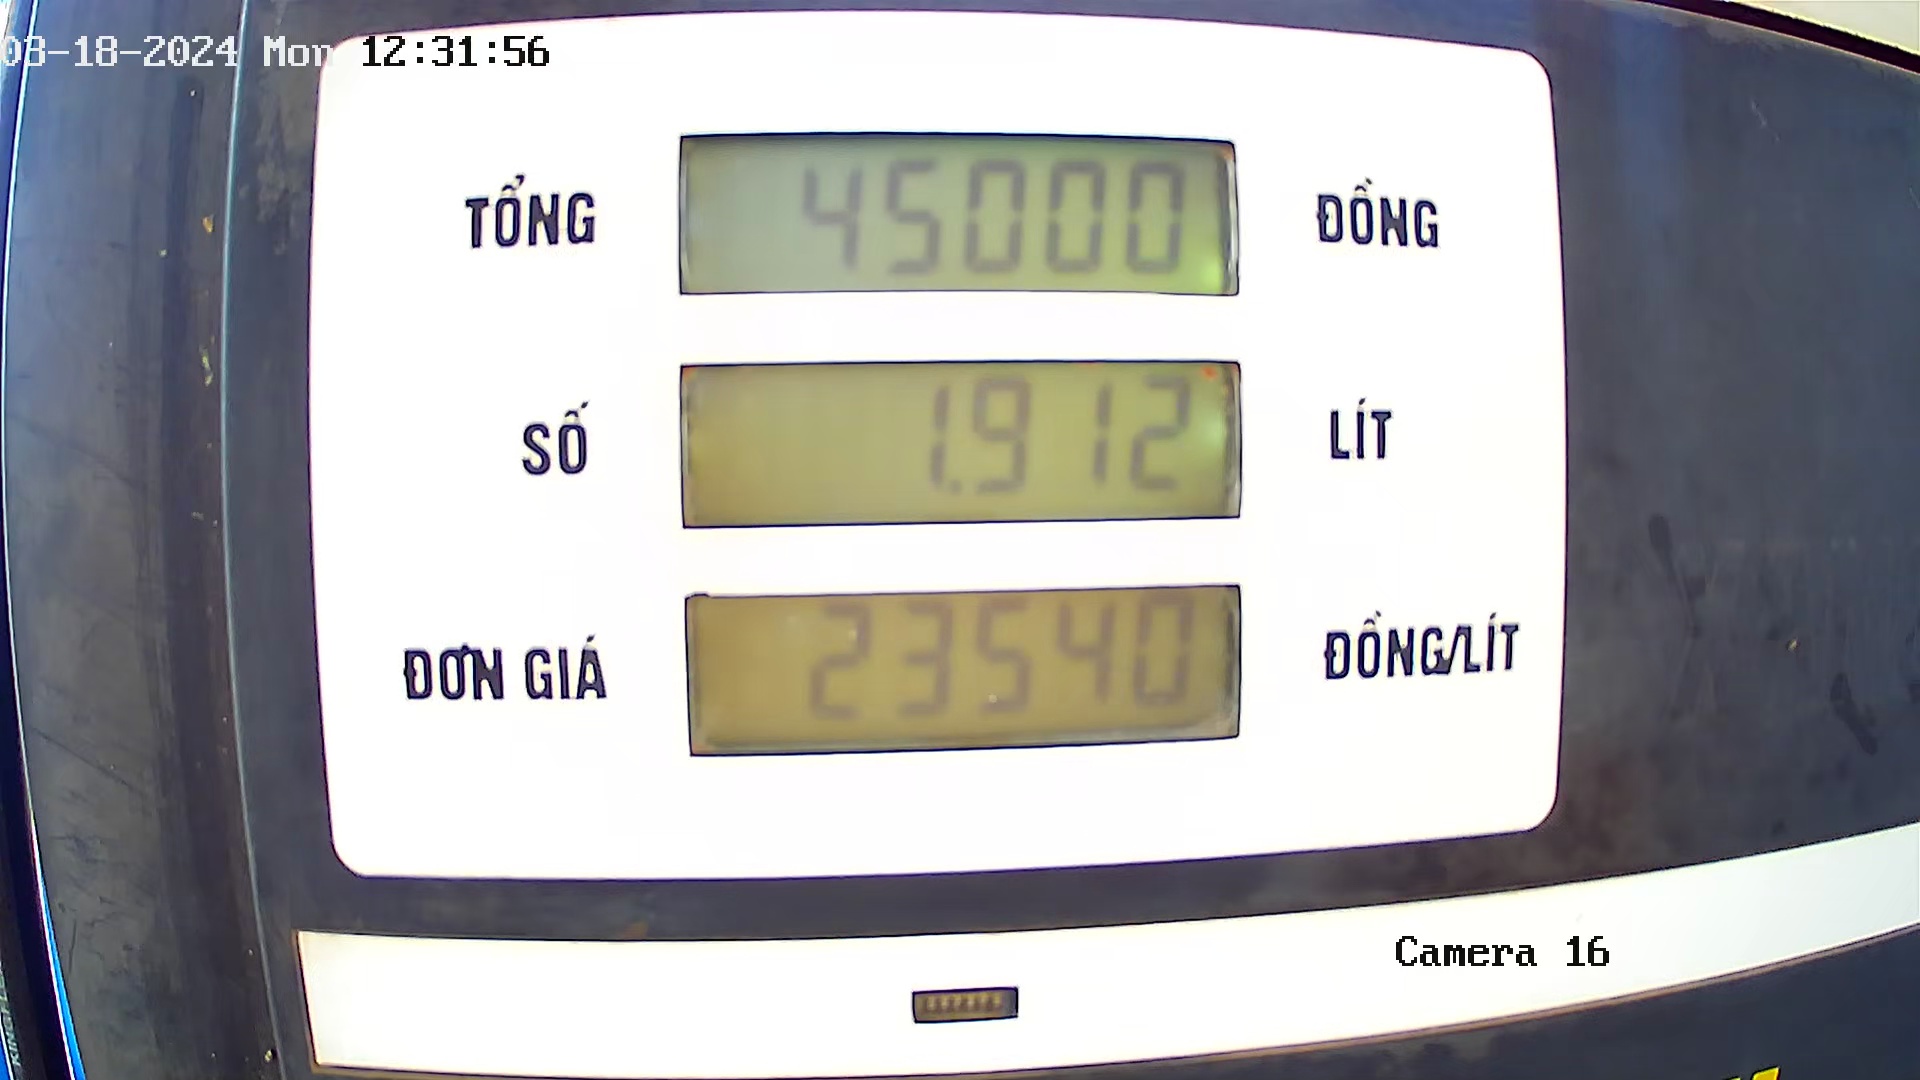 03-18-2024 Mon 12:31:56
TỔNG 45000 ĐỒNG
SỐ 1.912 LÍT
ĐƠN GIÁ 23540 ĐỒNG/LÍT
Camera 16